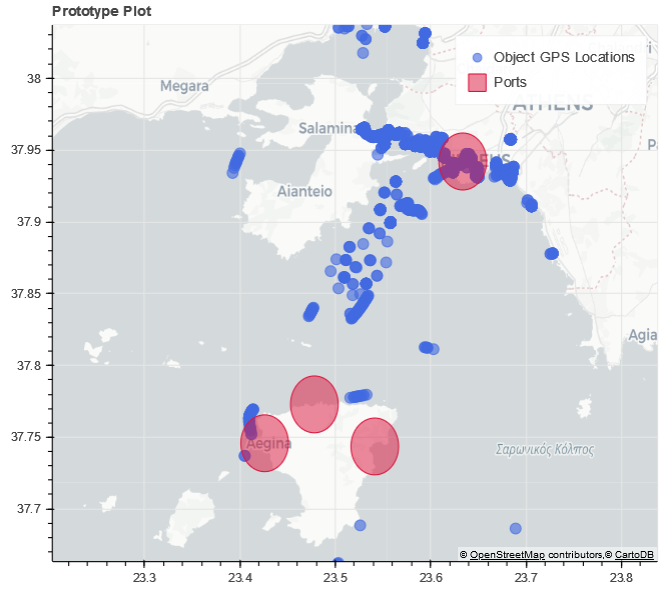 Prototype Plot
Object GPS Locations
Ports
38
Megara
ATHENS
Salamina
37.95
Aianteio
37.9
37.85
Agia
37.8
37.75
Aegina
Σαρωνικός Κόλπος
37.7
© OpenStreetMap contributors,© CartoDB
23.3
23.4
23.5
23.6
23.7
23.8